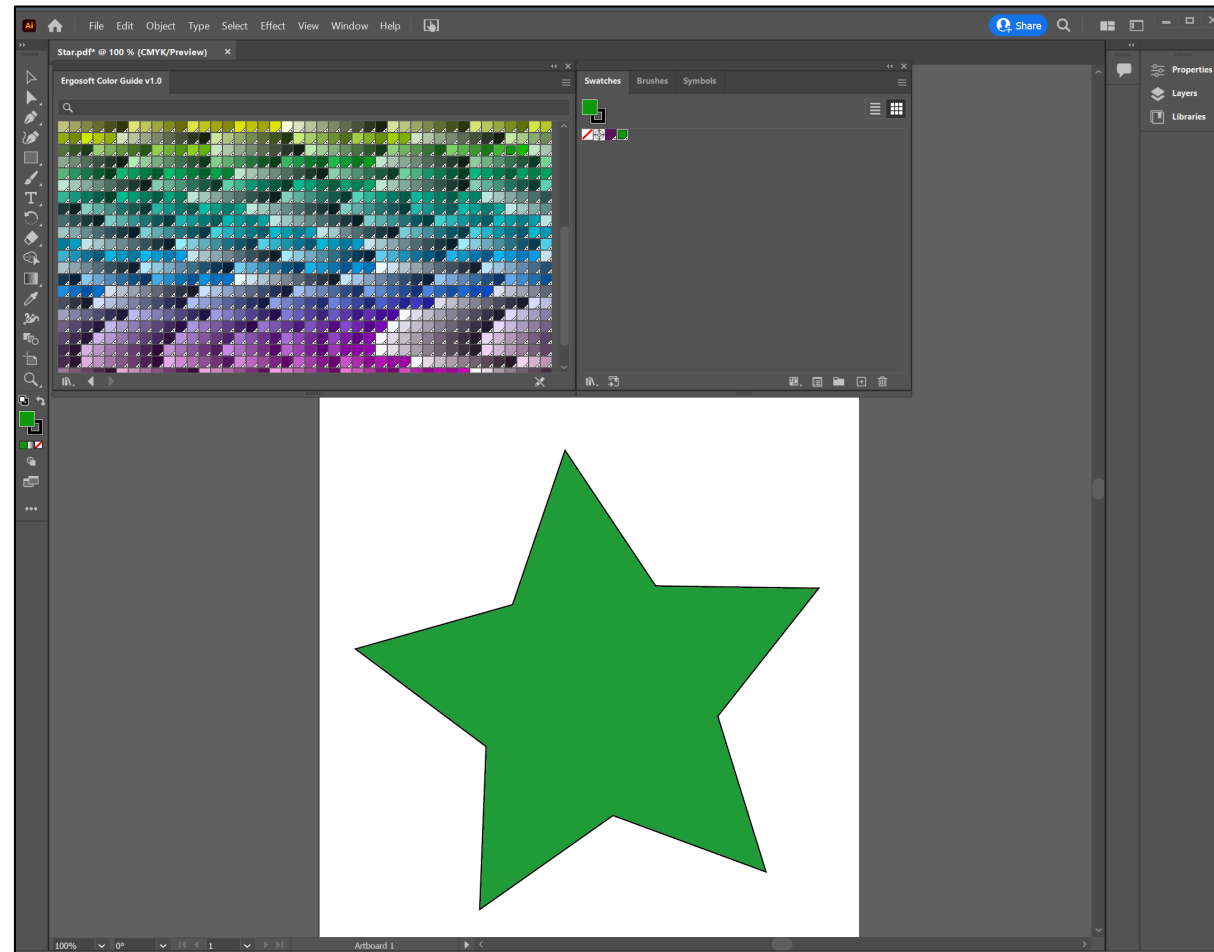 Ai File Edit Object Type Select Effect View Window Help Share
Star.pdf* @ 100 % (CMYK/Preview) ×
Ergosoft Color Guide v1.0
Swatches Brushes Symbols
Properties
Layers
Libraries
T
100% 0° 1 Artboard 1